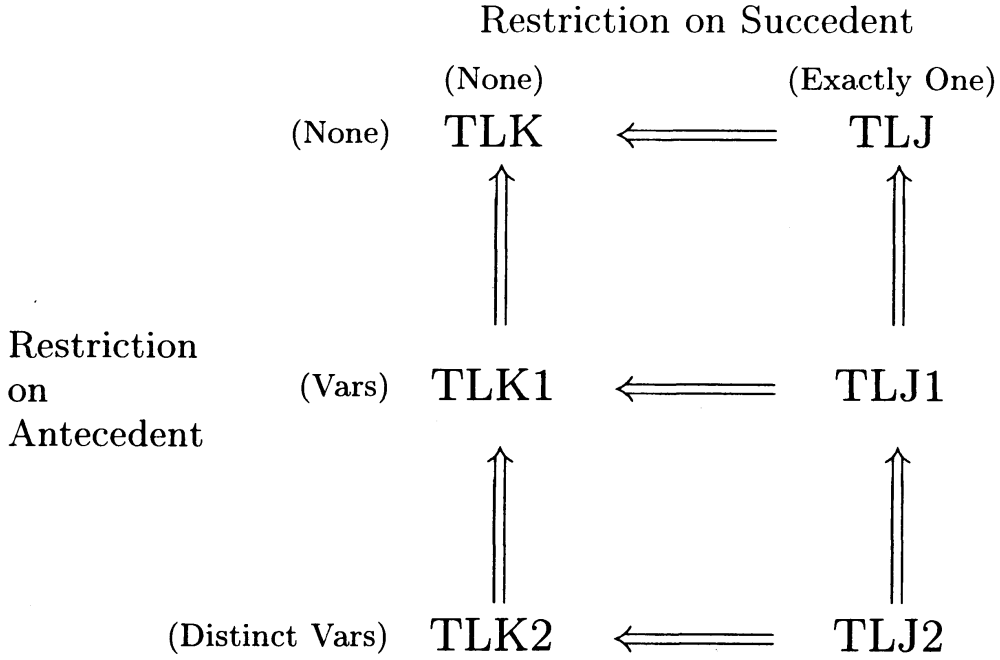 Restriction on Succedent
(None) (Exactly One)
(None) TLK TLJ
Restriction
on
Antecedent
(Vars) TLK1 TLJ1
(Distinct Vars) TLK2 TLJ2